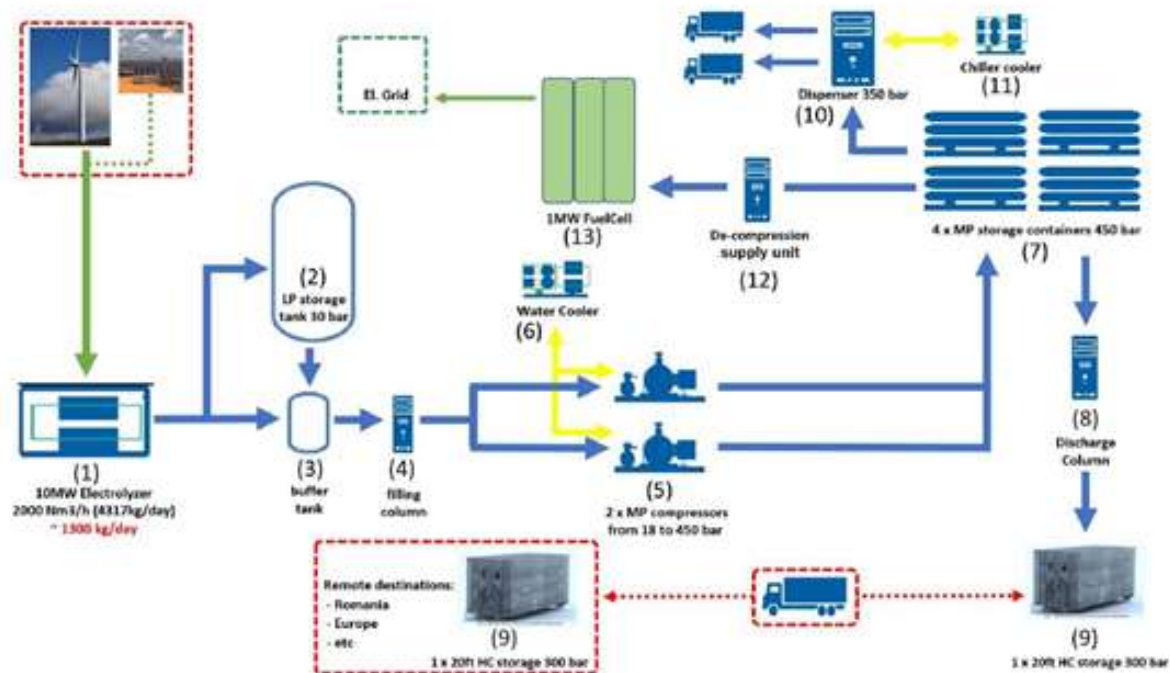 El. Grid
Chiller cooler
(11)
Dispenser 350 bar
(10)
1MW FuelCell
(13)
De-compression
supply unit
(12)
4 x MP storage containers 450 bar
(7)
(2)
LP storage
tank 30 bar
Water Cooler
(6)
(1)
10MW Electrolyzer
2000 Nm3/h (4317kg/day)
~ 1300 kg/day
(3)
buffer
tank
(4)
filling
column
(5)
2 x MP compressors
from 18 to 450 bar
(8)
Discharge
Column
Remote destinations:
- Romania
- Europe
- etc
(9)
1 x 20ft HC storage 300 bar
(9)
1 x 20ft HC storage 300 bar